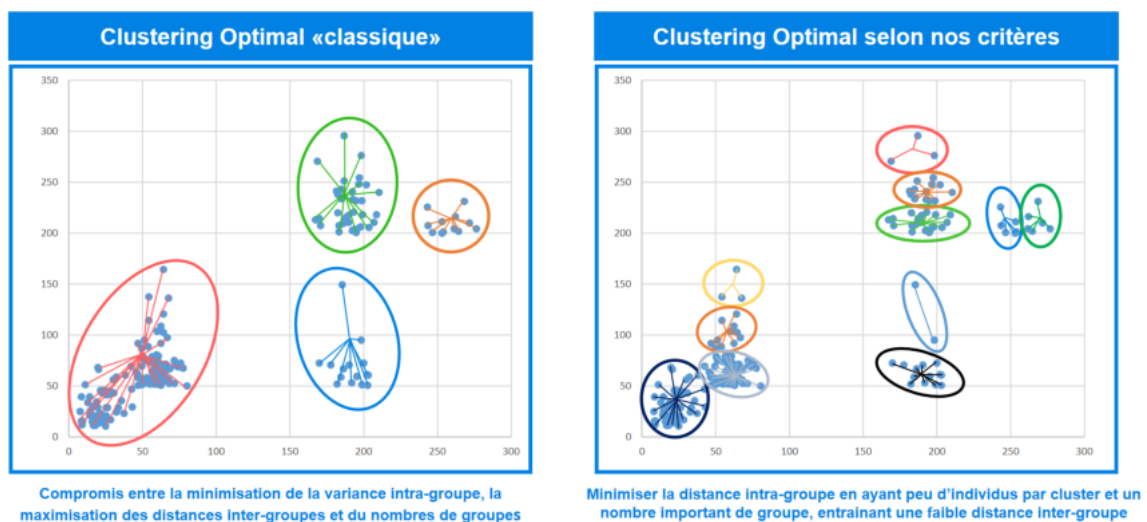 Clustering Optimal «classique»
350
300
250
200
150
100
50
0
0 50 100 150 200 250 300
Compromis entre la minimisation de la variance intra-groupe, la
maximisation des distances inter-groupes et du nombres de groupes
Clustering Optimal selon nos critères
350
300
250
200
150
100
50
0
0 50 100 150 200 250 300
Minimiser la distance intra-groupe en ayant peu d'individus par cluster et un
nombre important de groupe, entrainant une faible distance inter-groupe